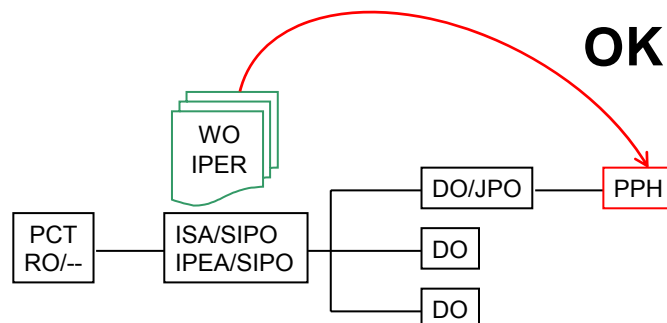 OK
WO
IPER
DO/JPO
PPH
PCT
RO/--
ISA/SIPO
IPEA/SIPO
DO
DO